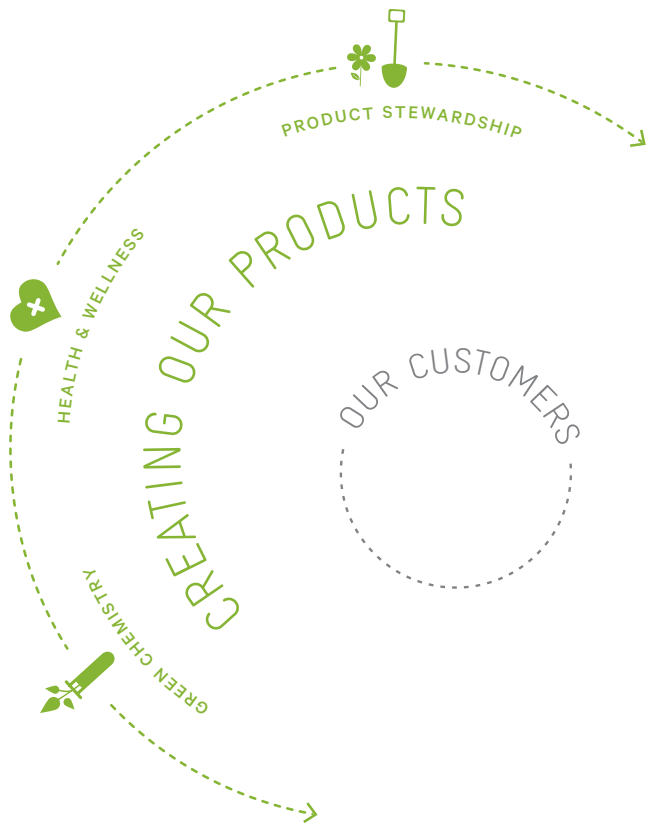 PRODUCT STEWARDSHIP
HEALTH & WELLNESS
GREEN CHEMISTRY
CREATING OUR PRODUCTS
OUR CUSTOMERS